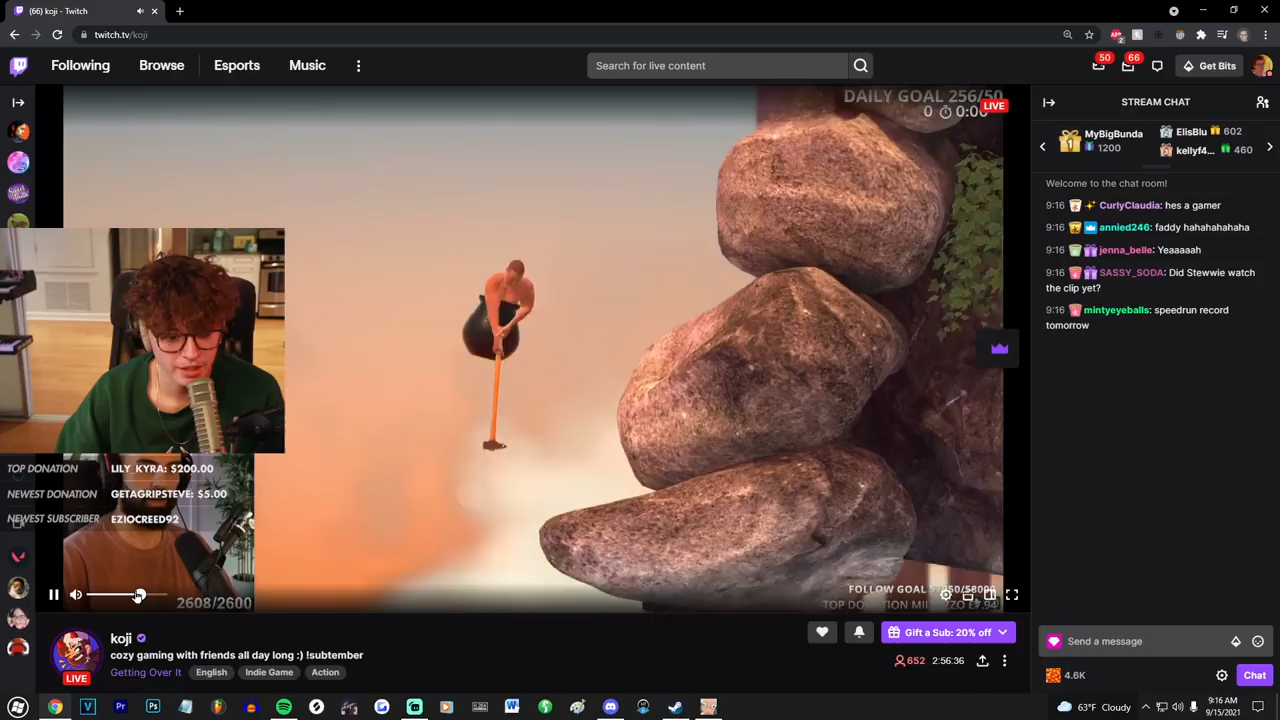 (66) koji - Twitch
twitch.tv/koji
Following
Browse
Esports
Music
Search for live content
50
66
Get Bits
DAILY GOAL 256/50
0 0:00
LIVE
STREAM CHAT
MyBigBunda
1200
ElisBlu 602
kellyf4... 460
Welcome to the chat room!
9:16 CurlyClaudia: hes a gamer
9:16 annied246: faddy hahahahahaha
9:16 jenna_belle: Yeaaaaah
9:16 SASSY_SODA: Did Stewwie watch
the clip yet?
9:16 mintyeyeballs: speedrun record
tomorrow
TOP DONATION LILY_KYRA: $200.00
NEWEST DONATION GETAGRIPSTEVE: $5.00
NEWEST SUBSCRIBER EZIOCREED92
2608/2600
FOLLOW GOAL
TOP DONATION
koji
cozy gaming with friends all day long :) !subtember
Getting Over It
English
Indie Game
Action
LIVE
Gift a Sub: 20% off
652
2:56:36
Send a message
4.6K
Chat
63°F Cloudy
9:16 AM
9/15/2021